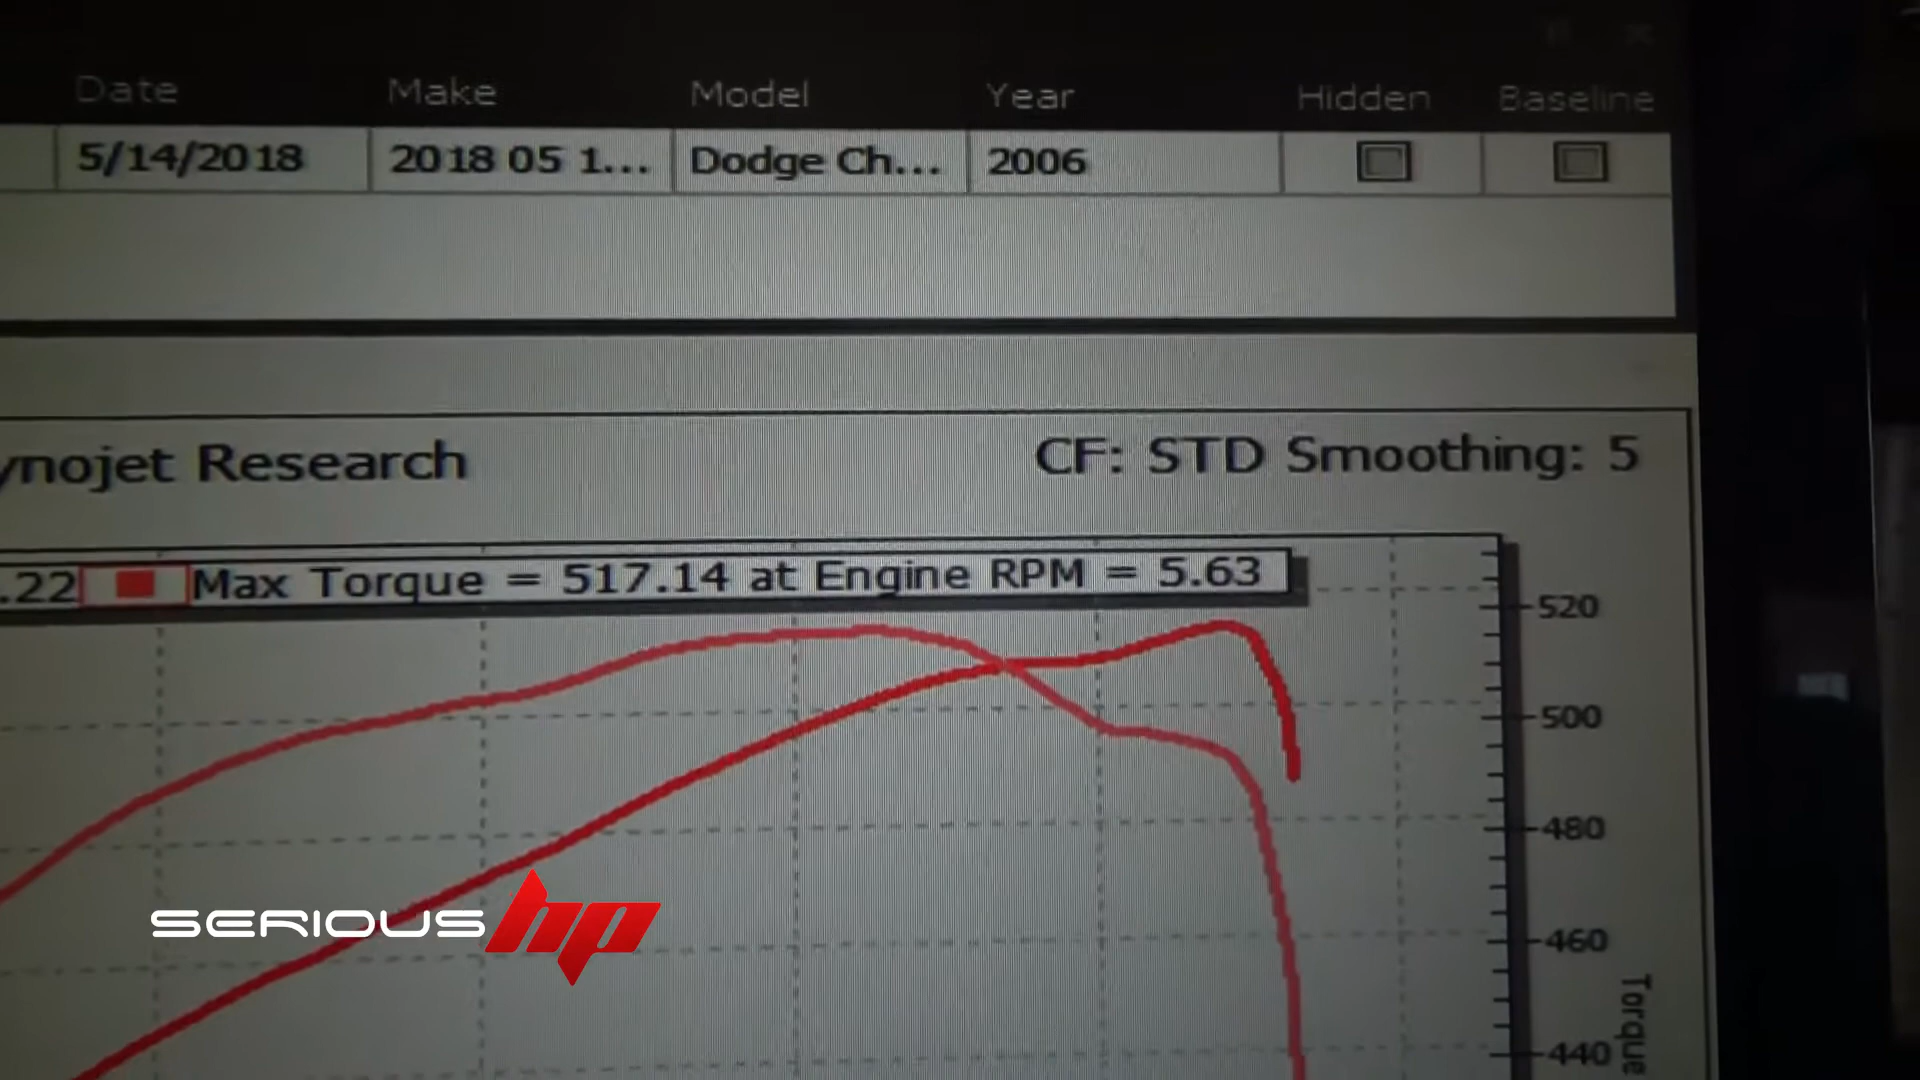 Date Make Model Year Hidden Baseline
5/14/2018 2018 05 1... Dodge Ch... 2006
ynojet Research CF: STD Smoothing: 5
.22 Max Torque = 517.14 at Engine RPM = 5.63
520
500
480
460
440
Torque
SERIOUS hp